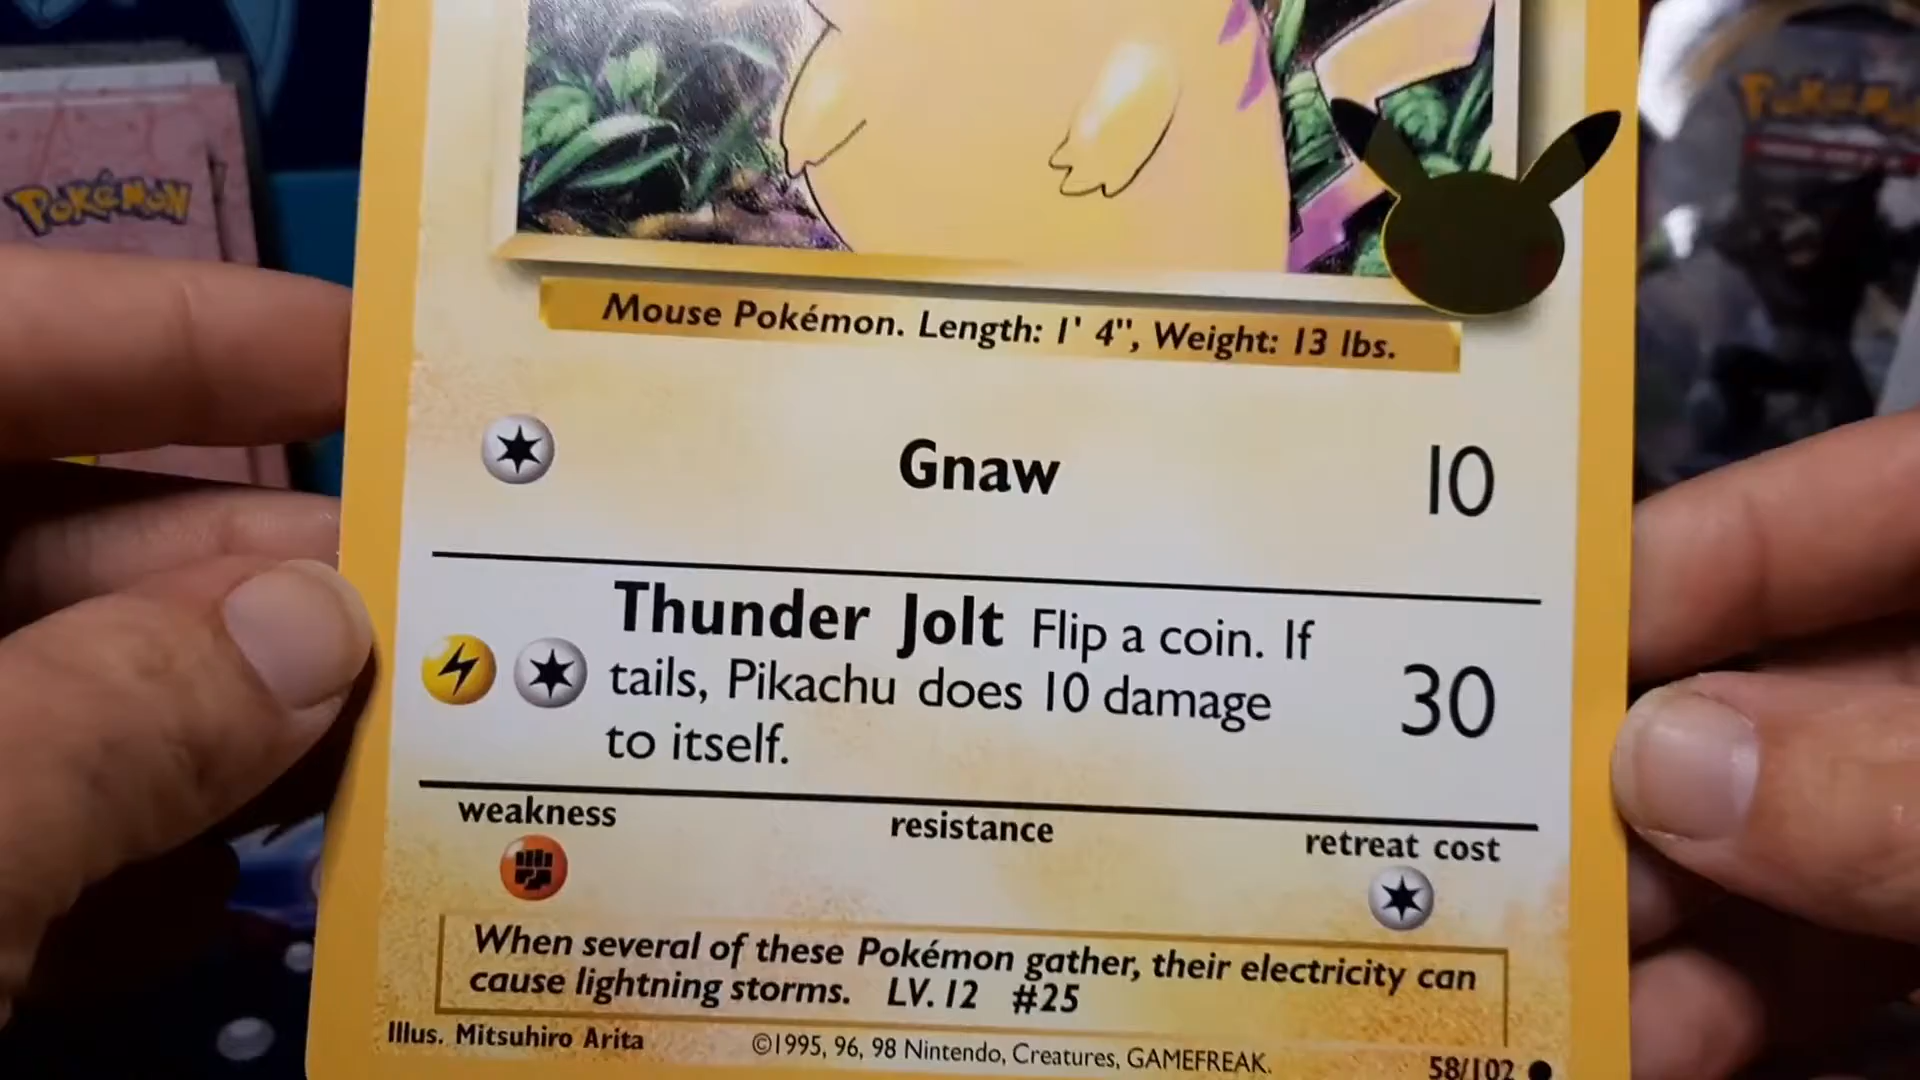 POKéMON
POKéMON
Mouse Pokémon. Length: 1' 4", Weight: 13 lbs.
Gnaw 10
Thunder Jolt Flip a coin. If
tails, Pikachu does 10 damage
to itself.
30
weakness resistance retreat cost
When several of these Pokémon gather, their electricity can
cause lightning storms. LV. 12 #25
Illus. Mitsuhiro Arita ©1995, 96, 98 Nintendo, Creatures, GAMEFREAK. 58/102